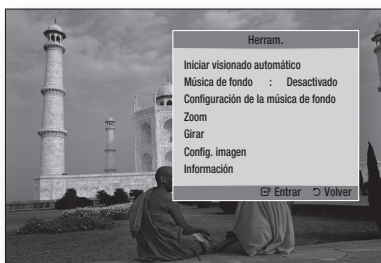 Herram.
Iniciar visionado automático
Música de fondo : Desactivado
Configuración de la música de fondo
Zoom
Girar
Config. imagen
Información
Entrar Volver